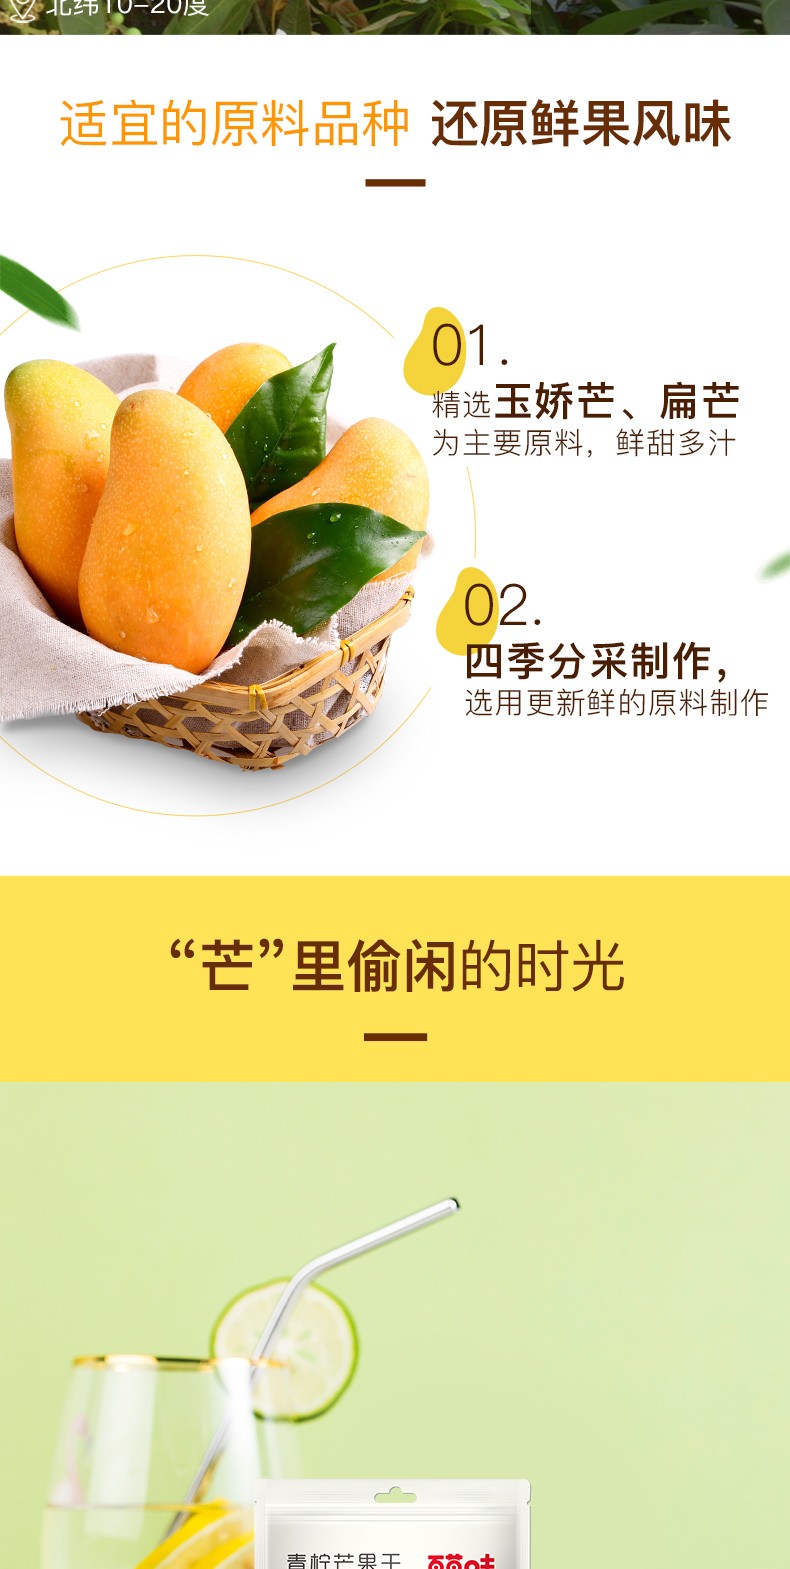 北纬10-20度
适宜的原料品种 还原鲜果风味
01.
精选玉娇芒、扁芒
为主要原料，鲜甜多汁
02.
四季分采制作，
选用更新鲜的原料制作
“芒”里偷闲的时光
青柠芒果干
百草味